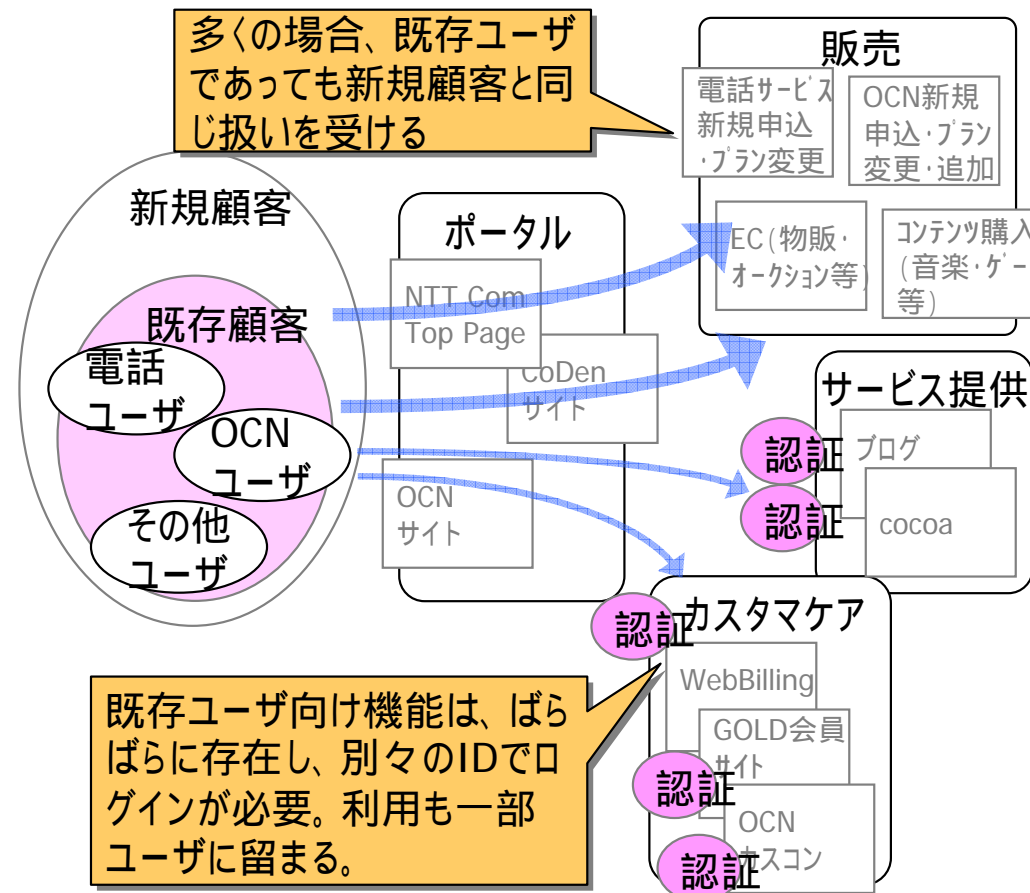 多くの場合、既存ユーザ
であっても新規顧客と同
じ扱いを受ける
販売
電話ｻｰﾋﾞｽ
新規申込
･ﾌﾟﾗﾝ変更
OCN新規
申込･ﾌﾟﾗﾝ
変更･追加
EC(物販･
ｵｰｸｼｮﾝ等)
ｺﾝﾃﾝﾂ購入
(音楽･ｹﾞｰ
等)
新規顧客
既存顧客
電話
ユーザ
OCN
ユーザ
その他
ユーザ
ポータル
NTT Com
Top Page
CoDen
サイト
OCN
サイト
サービス提供
認証
ブログ
認証
cocoa
カスタマケア
認証
WebBilling
GOLD会員
ｻｲﾄ
認証
OCN
カスコン
認証
既存ユーザ向け機能は、ばら
ばらに存在し、別々のIDでロ
グインが必要。利用も一部
ユーザに留まる。